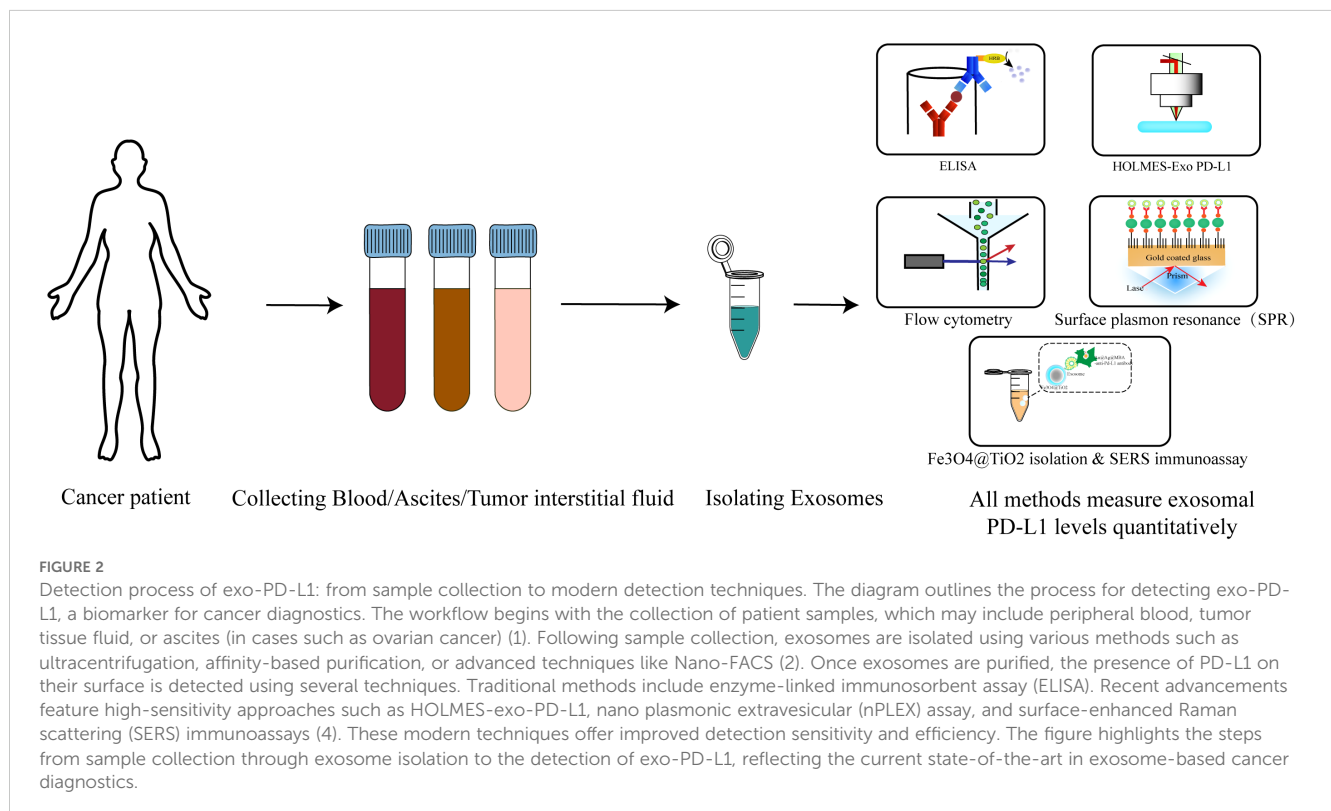 HRB
ELISA
HOLMES-Exo PD-L1
Gold coated glass
Prism
Lase
Flow cytometry
Surface plasmon resonance（SPR）
anti-Pd-L1 antibody
Exosome
Fe3O4@TiO2 isolation & SERS immunoassay
Cancer patient
Collecting Blood/Ascites/Tumor interstitial fluid
Isolating Exosomes
All methods measure exosomal
PD-L1 levels quantitatively
FIGURE 2
Detection process of exo-PD-L1: from sample collection to modern detection techniques. The diagram outlines the process for detecting exo-PD-
L1, a biomarker for cancer diagnostics. The workflow begins with the collection of patient samples, which may include peripheral blood, tumor
tissue fluid, or ascites (in cases such as ovarian cancer) (1). Following sample collection, exosomes are isolated using various methods such as
ultracentrifugation, affinity-based purification, or advanced techniques like Nano-FACS (2). Once exosomes are purified, the presence of PD-L1 on
their surface is detected using several techniques. Traditional methods include enzyme-linked immunosorbent assay (ELISA). Recent advancements
feature high-sensitivity approaches such as HOLMES-exo-PD-L1, nano plasmonic extravesicular (nPLEX) assay, and surface-enhanced Raman
scattering (SERS) immunoassays (4). These modern techniques offer improved detection sensitivity and efficiency. The figure highlights the steps
from sample collection through exosome isolation to the detection of exo-PD-L1, reflecting the current state-of-the-art in exosome-based cancer
diagnostics.